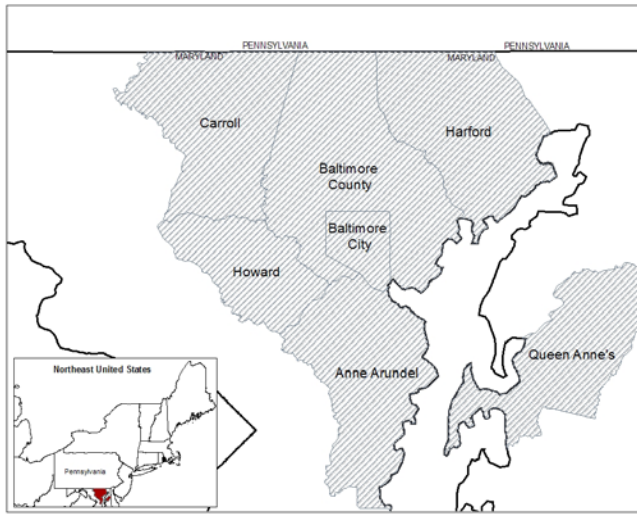 PENNSYLVANIA
PENNSYLVANIA
MARYLAND
MARYLAND
Carroll
Harford
Baltimore
County
Baltimore
City
Howard
Queen Anne's
Anne Arundel
Northeast United States
Pennsylvania